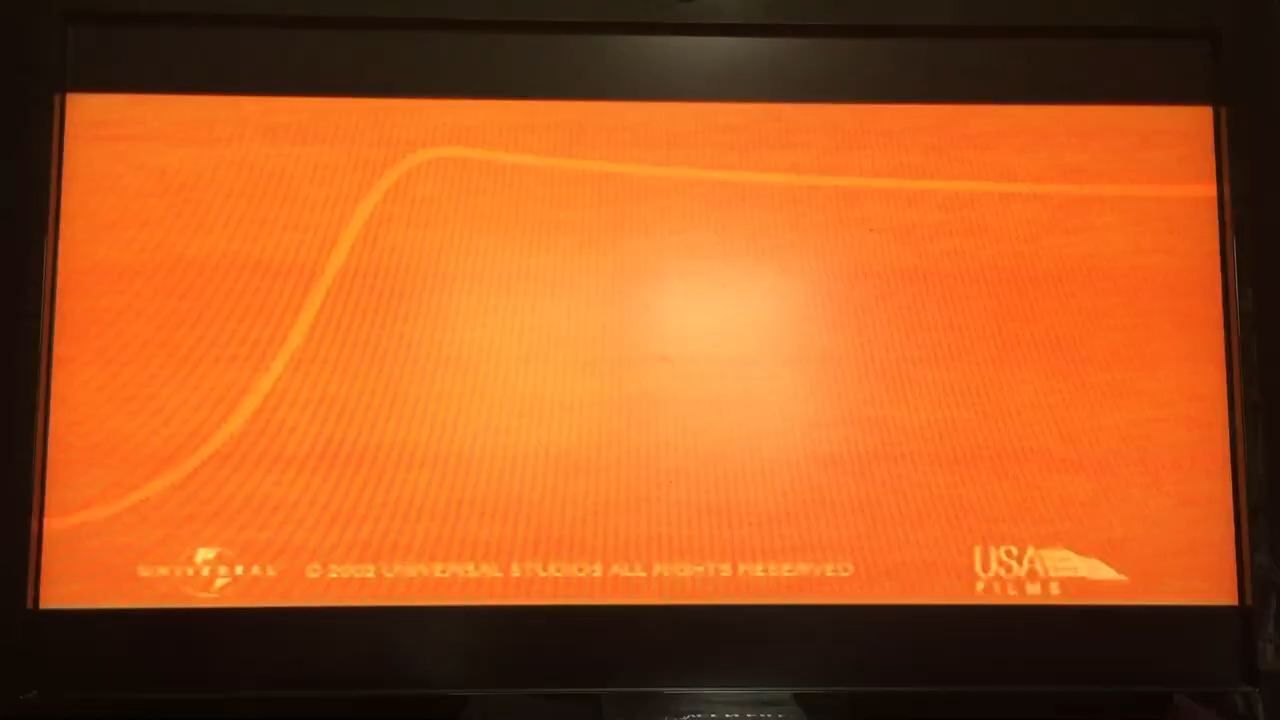 UNIVERSAL
© 2002 UNIVERSAL STUDIOS ALL RIGHTS RESERVED
USA
FILMS